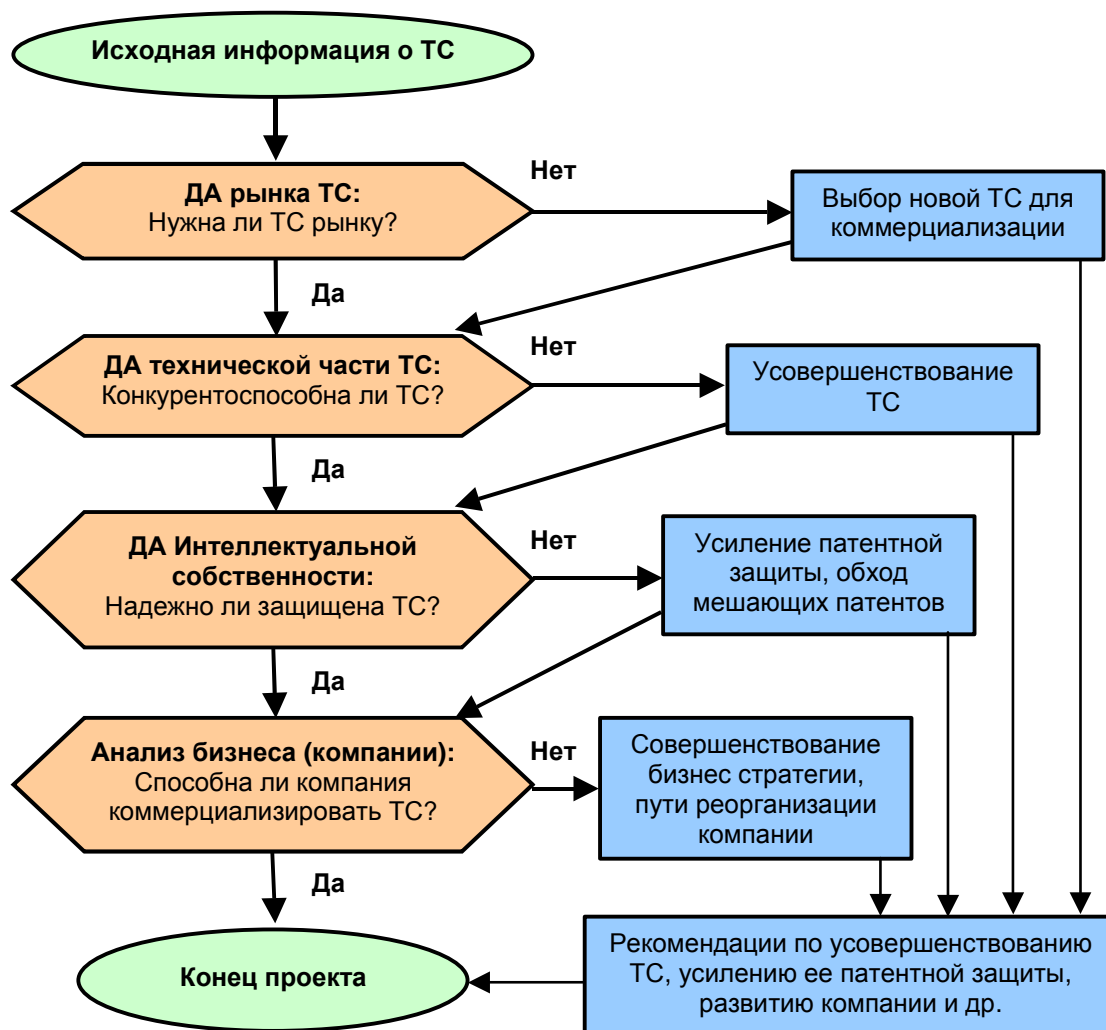 Исходная информация о ТС
ДА рынка ТС:
Нужна ли ТС рынку?
Нет
Выбор новой ТС для
коммерциализации
Да
ДА технической части ТС:
Конкурентоспособна ли ТС?
Нет
Усовершенствование
ТС
Да
ДА Интеллектуальной
собственности:
Надежно ли защищена ТС?
Нет
Усиление патентной
защиты, обход
мешающих патентов
Да
Анализ бизнеса (компании):
Способна ли компания
коммерциализировать ТС?
Нет
Совершенствование
бизнес стратегии,
пути реорганизации
компании
Да
Конец проекта
Рекомендации по усовершенствованию
ТС, усилению ее патентной защиты,
развитию компании и др.